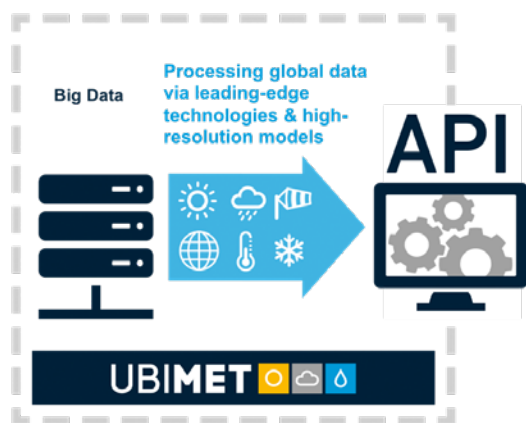 Big Data
Processing global data
via leading-edge
technologies & high-
resolution models
API
UBIMET